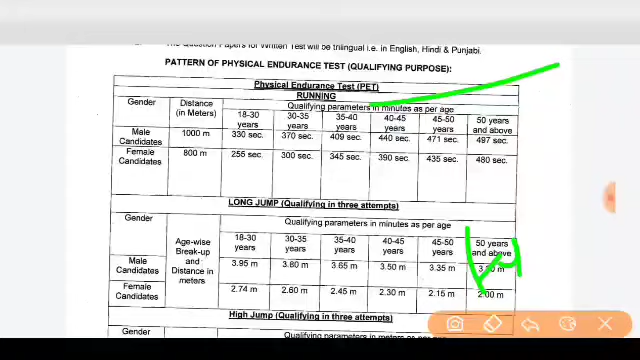 The Question Papers for Written Test will be trilingual i.e. in English, Hindi & Punjabi.
PATTERN OF PHYSICAL ENDURANCE TEST (QUALIFYING PURPOSE):
Physical Endurance Test (PET)
RUNNING
Gender Distance (in Meters) Qualifying parameters in minutes as per age
18-30 years 30-35 years 35-40 years 40-45 years 45-50 years 50 years and above
Male Candidates 1000 m 330 sec. 370 sec. 409 sec. 440 sec. 471 sec. 497 sec.
Female Candidates 800 m 255 sec. 300 sec. 345 sec. 390 sec. 435 sec. 480 sec.
LONG JUMP (Qualifying in three attempts)
Gender Age-wise Break-up and Distance in meters Qualifying parameters in minutes as per age
18-30 years 30-35 years 35-40 years 40-45 years 45-50 years 50 years and above
Male Candidates 3.95 m 3.80 m 3.65 m 3.50 m 3.35 m m
Female Candidates 2.74 m 2.60 m 2.45 m 2.30 m 2.15 m 2.00 m
High Jump (Qualifying in three attempts)
Gender Qualifying parameters in meters as per age